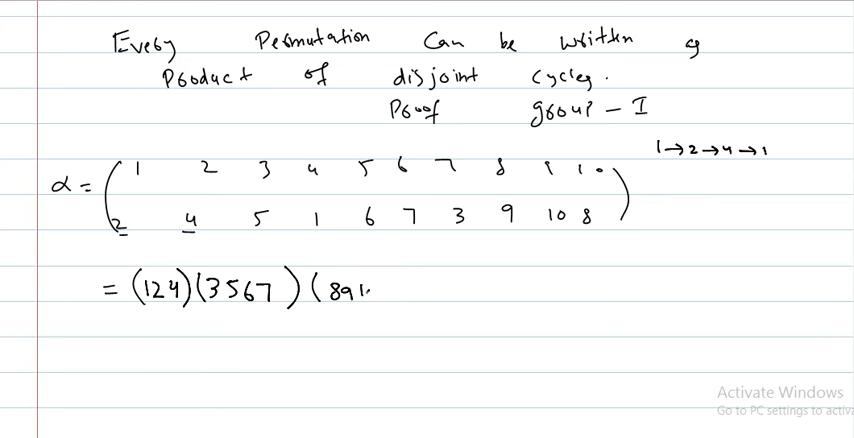 Every Permutation Can be written as
Product of disjoint cycles.
Proof group - I
1→2→4→1
α = ( 1 2 3 4 5 6 7 8 9 10
2 4 5 1 6 7 3 9 10 8 )
= (124)(3567)(891
Activate Windows
Go to PC settings to activa